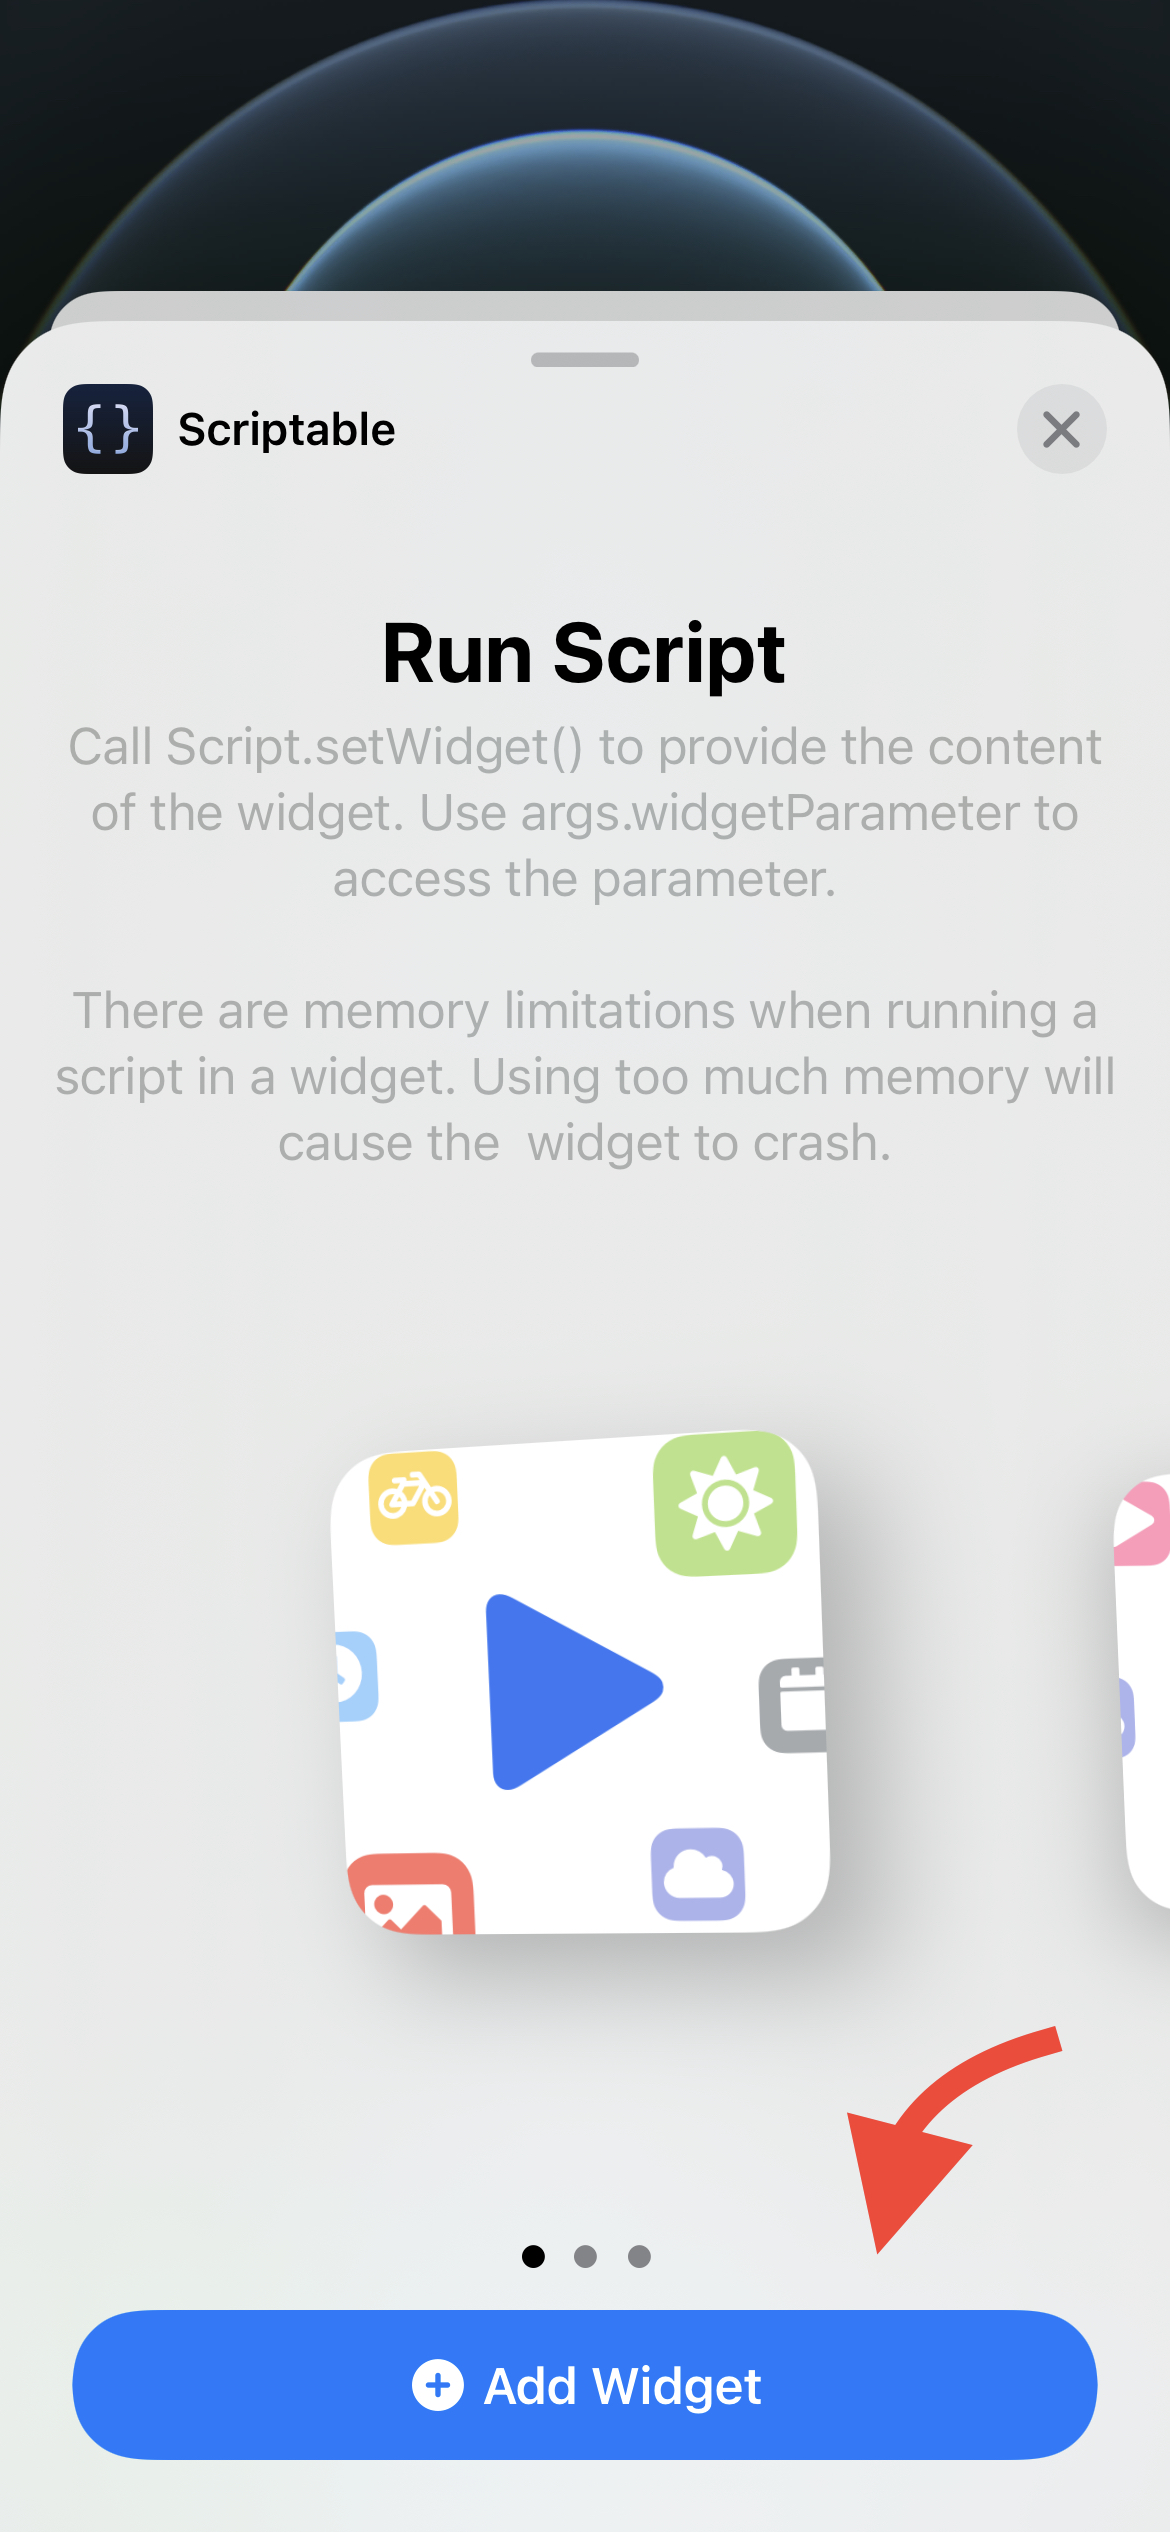 {}
Scriptable
Run Script
Call Script.setWidget() to provide the content
of the widget. Use args.widgetParameter to
access the parameter.
There are memory limitations when running a
script in a widget. Using too much memory will
cause the  widget to crash.
Add Widget